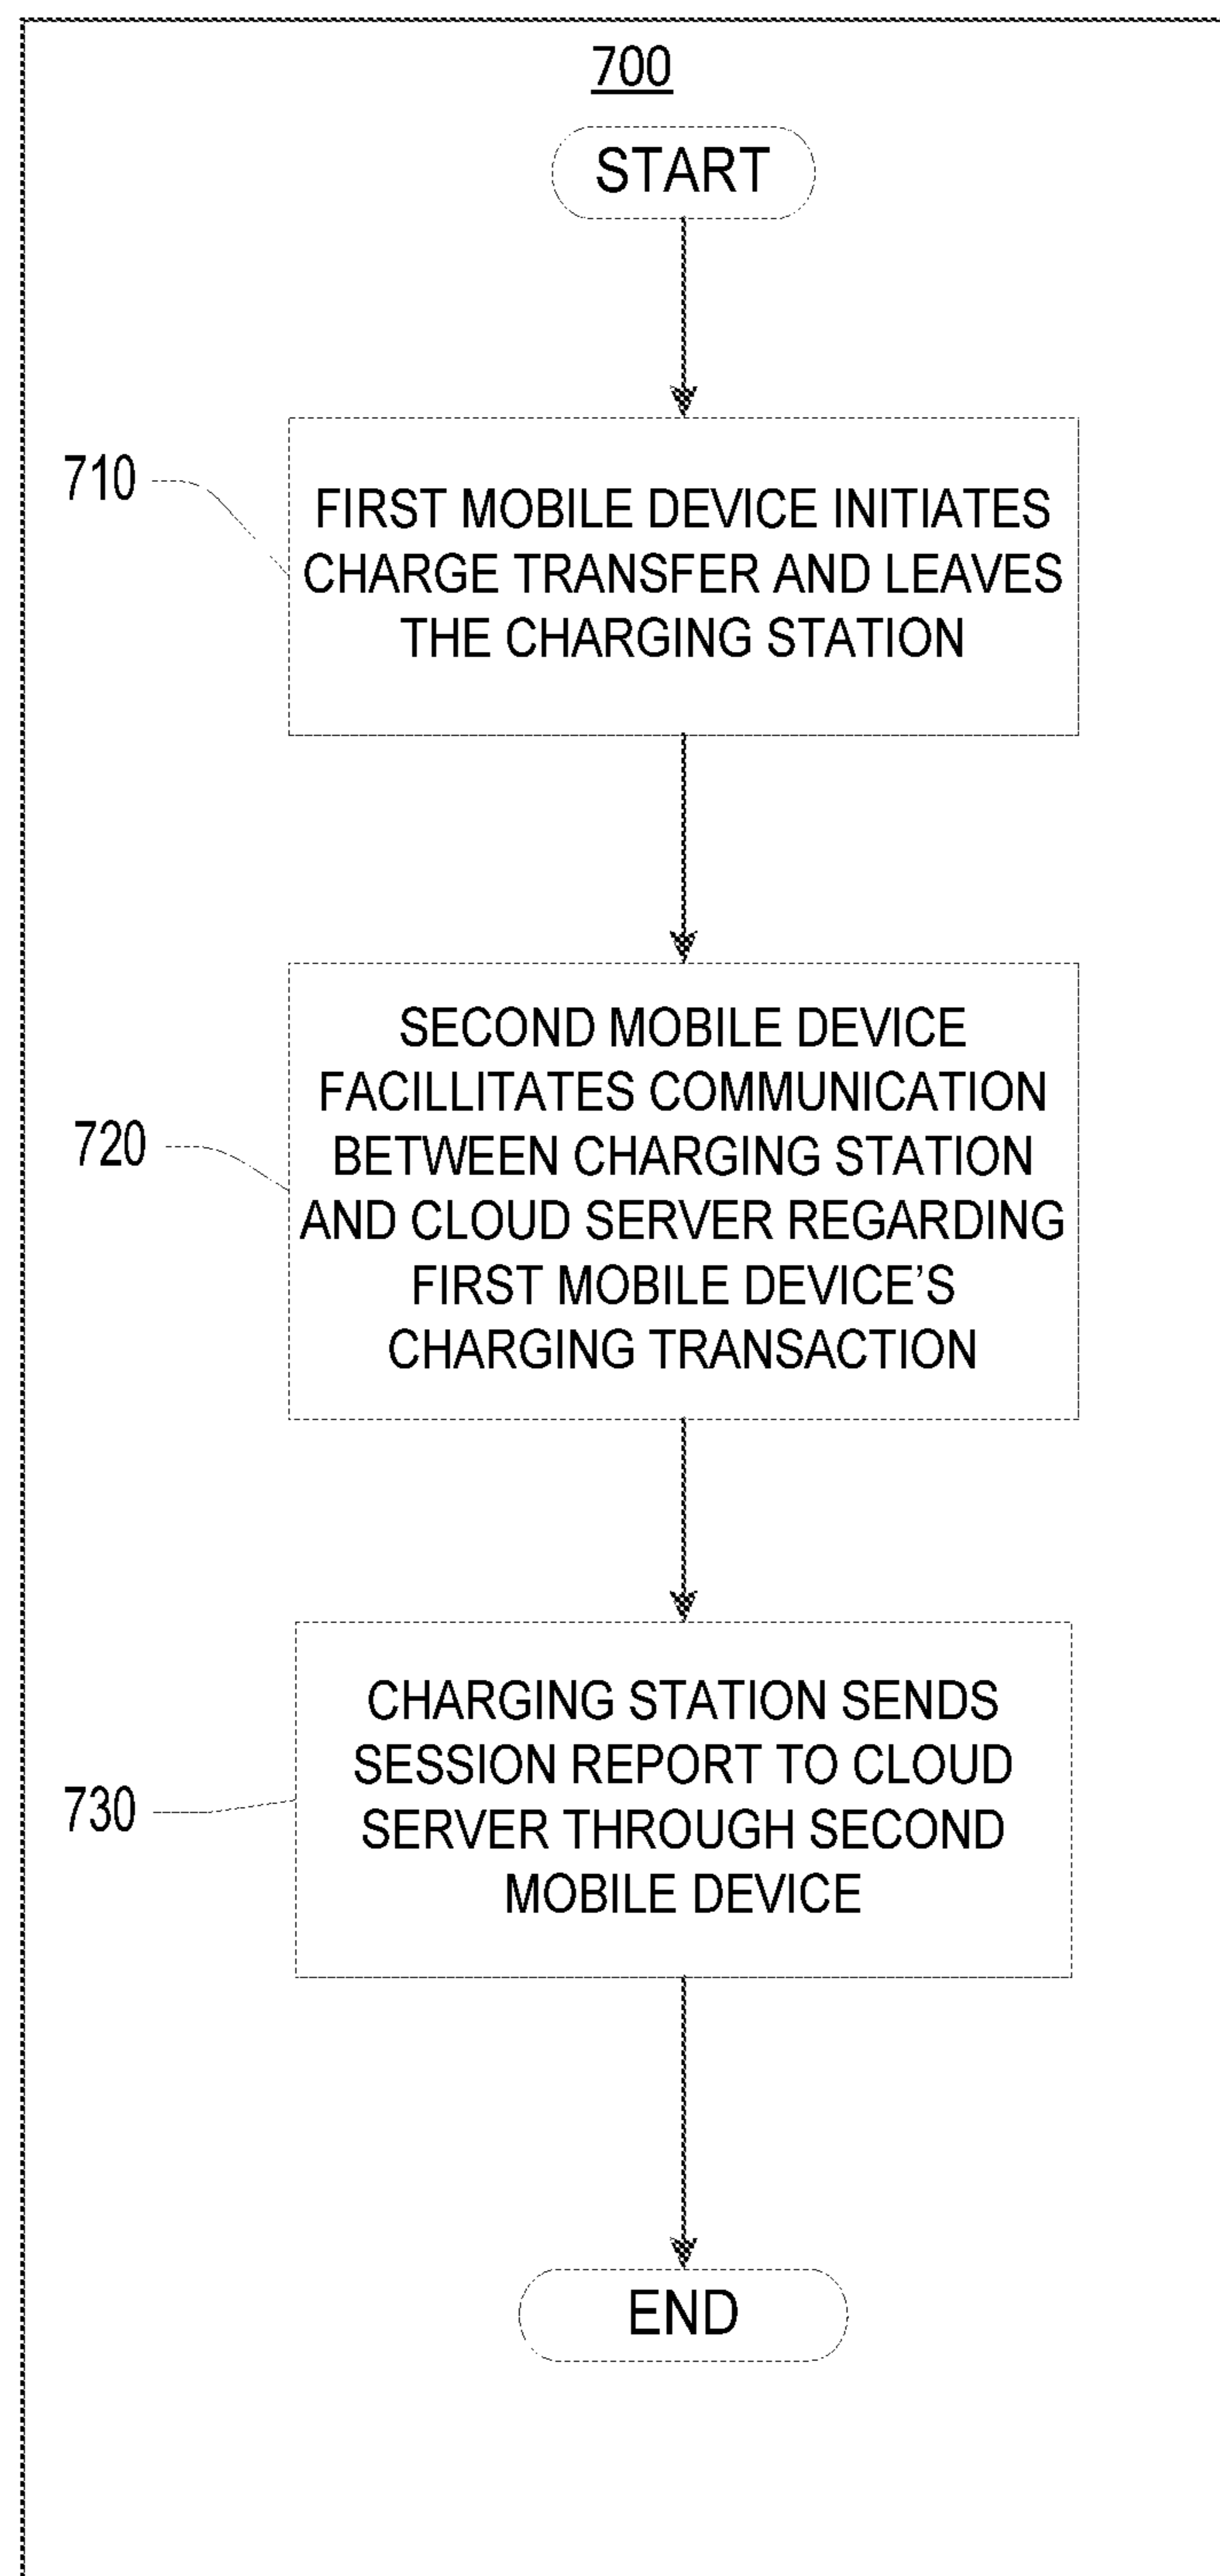 700
START
710
FIRST MOBILE DEVICE INITIATES
CHARGE TRANSFER AND LEAVES
THE CHARGING STATION
720
SECOND MOBILE DEVICE
FACILLITATES COMMUNICATION
BETWEEN CHARGING STATION
AND CLOUD SERVER REGARDING
FIRST MOBILE DEVICE’S
CHARGING TRANSACTION
730
CHARGING STATION SENDS
SESSION REPORT TO CLOUD
SERVER THROUGH SECOND
MOBILE DEVICE
END